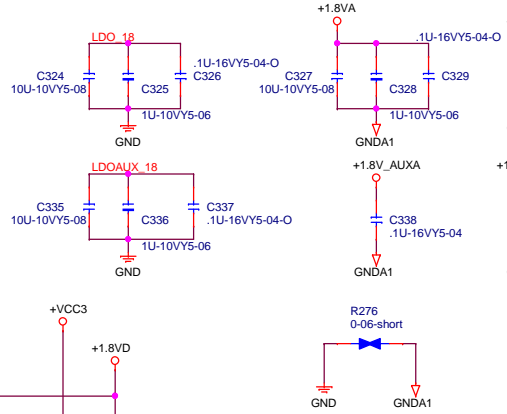 +1.8VA
LDO_18
.1U-16VY5-04-O
.1U-16VY5-04-O
C324
10U-10VY5-08
C325
C326
1U-10VY5-06
GND
C327
10U-10VY5-08
C328
C329
1U-10VY5-06
GNDA1
LDOAUX_18
C335
10U-10VY5-08
C336
C337
.1U-16VY5-04-O
1U-10VY5-06
GND
+1.8V_AUXA
C338
.1U-16VY5-04
GNDA1
+VCC3
+1.8VD
R276
0-06-short
GND
GNDA1